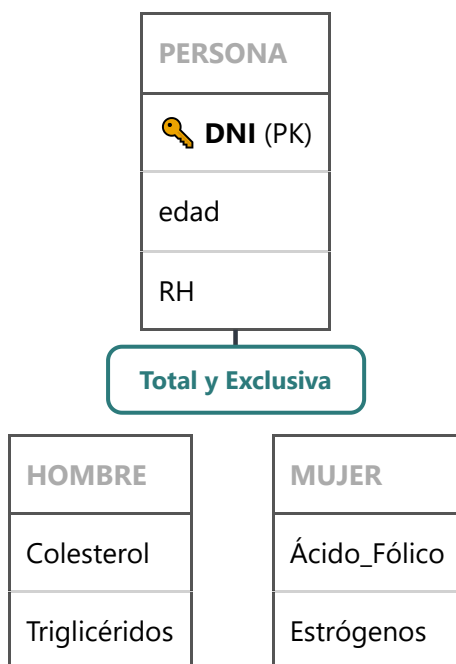 PERSONA
🔑 DNI (PK)
edad
RH
Total y Exclusiva
HOMBRE
Colesterol
Triglicéridos
MUJER
Ácido_Fólico
Estrógenos